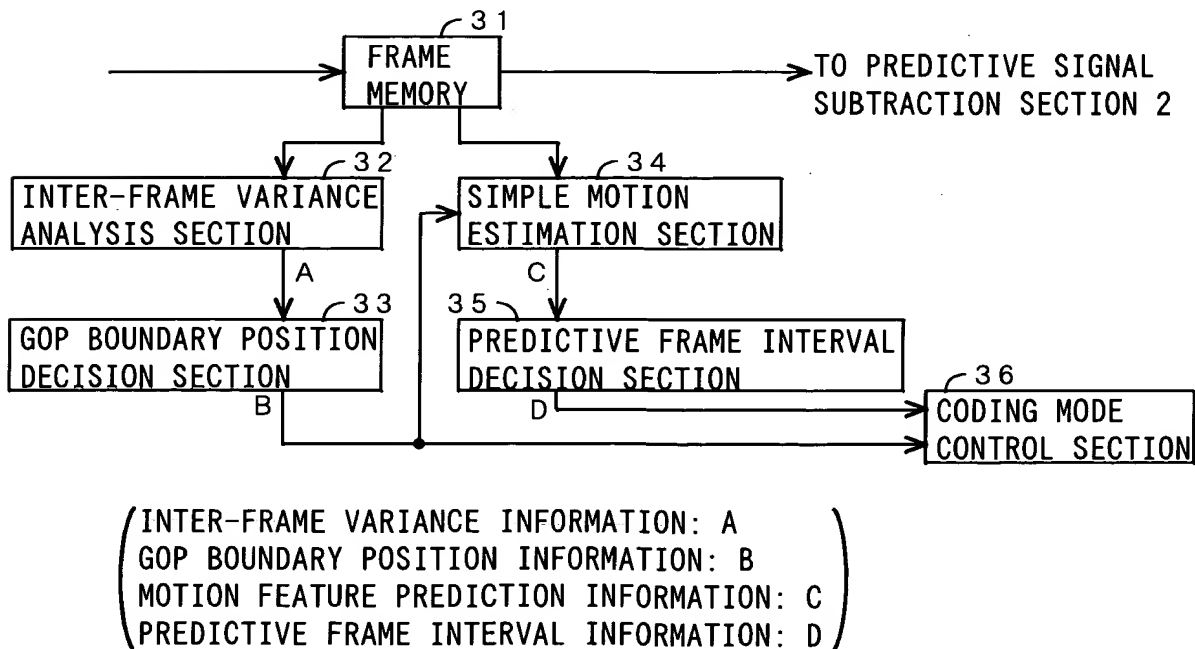 31
FRAME
MEMORY
TO PREDICTIVE SIGNAL
SUBTRACTION SECTION 2
32
INTER-FRAME VARIANCE
ANALYSIS SECTION
34
SIMPLE MOTION
ESTIMATION SECTION
A
C
33
GOP BOUNDARY POSITION
DECISION SECTION
35
PREDICTIVE FRAME INTERVAL
DECISION SECTION
B
D
36
CODING MODE
CONTROL SECTION
INTER-FRAME VARIANCE INFORMATION: A
GOP BOUNDARY POSITION INFORMATION: B
MOTION FEATURE PREDICTION INFORMATION: C
PREDICTIVE FRAME INTERVAL INFORMATION: D